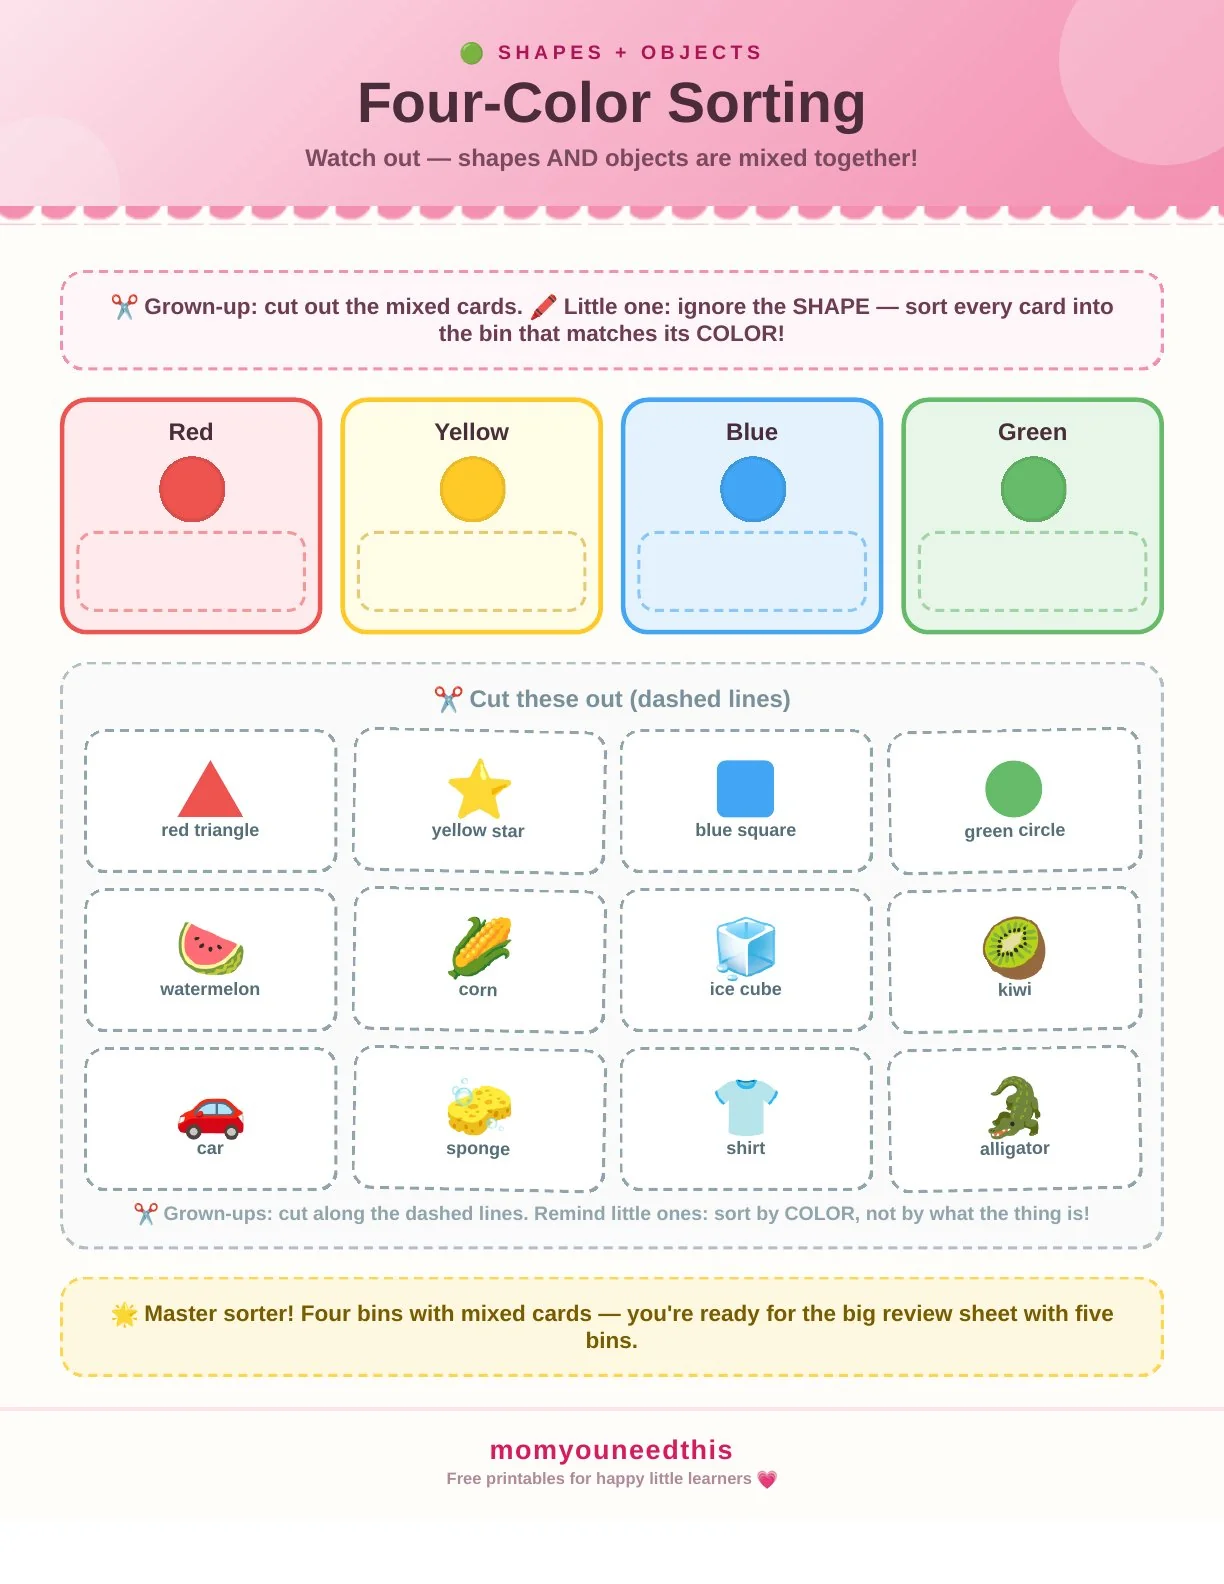 SHAPES + OBJECTS
Four-Color Sorting
Watch out — shapes AND objects are mixed together!
Grown-up: cut out the mixed cards. Little one: ignore the SHAPE — sort every card into
the bin that matches its COLOR!
Red
Yellow
Blue
Green
Cut these out (dashed lines)
red triangle
yellow star
blue square
green circle
watermelon
corn
ice cube
kiwi
car
sponge
shirt
alligator
Grown-ups: cut along the dashed lines. Remind little ones: sort by COLOR, not by what the thing is!
Master sorter! Four bins with mixed cards — you're ready for the big review sheet with five
bins.
momyouneedthis
Free printables for happy little learners